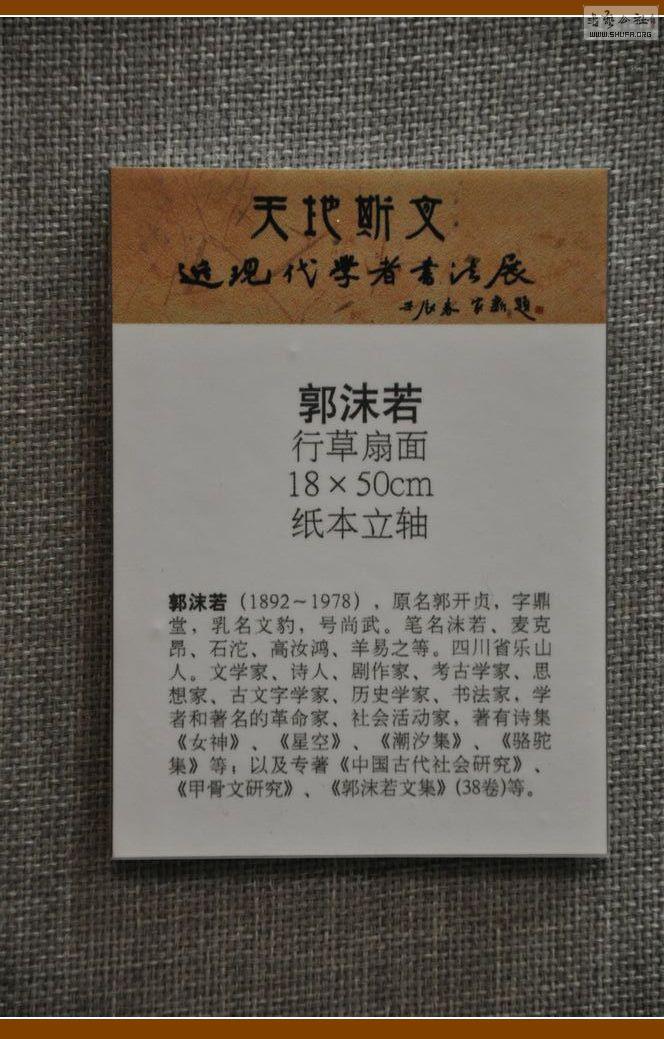 书法公社
WWW.SHUFA.ORG
天地斯文
近现代学者书法展
郭沫若
行草扇面
18×50cm
纸本立轴
郭沫若（1892～1978），原名郭开贞，字鼎
堂，乳名文豹，号尚武。笔名沫若、麦克
昂、石沱、高汝鸿、羊易之等。四川省乐山
人。文学家、诗人、剧作家、考古学家、思
想家、古文字学家、历史学家、书法家，学
者和著名的革命家、社会活动家，著有诗集
《女神》、《星空》、《潮汐集》、《骆驼
集》等；以及专著《中国古代社会研究》、
《甲骨文研究》、《郭沫若文集》(38卷)等。